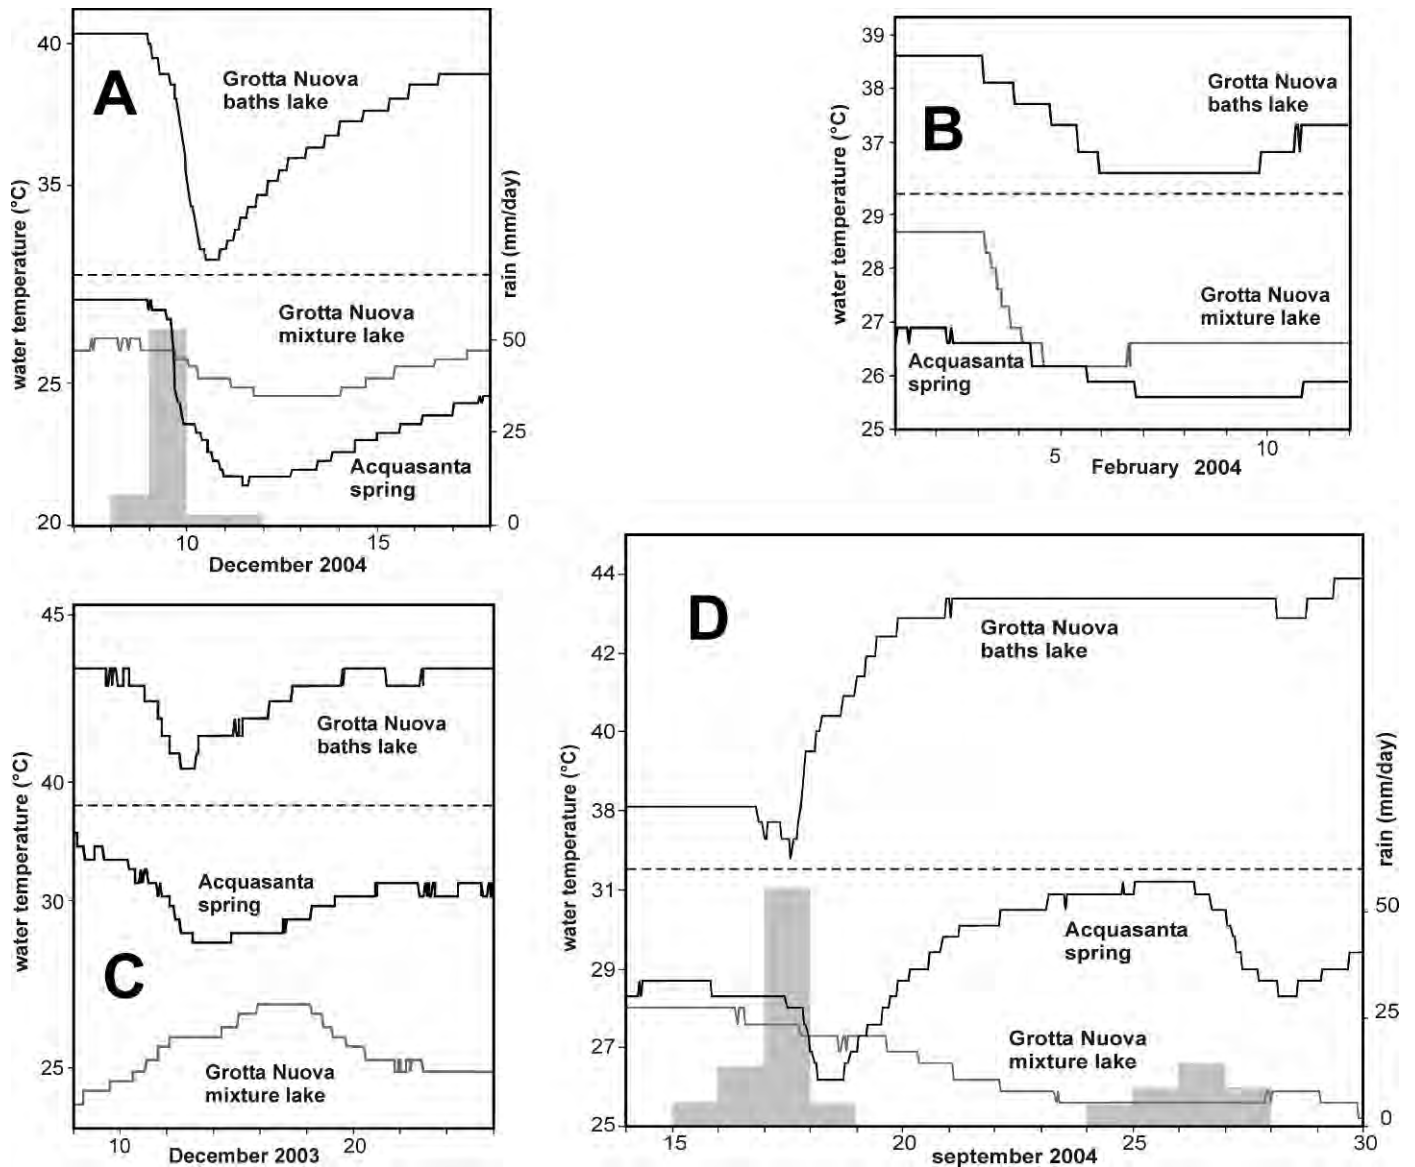 A
40
35
25
20
water temperature (°C)
Grotta Nuova
baths lake
Grotta Nuova
mixture lake
Acquasanta
spring
rain (mm/day)
50
25
0
10
15
December 2004
B
39
38
37
29
28
27
26
25
water temperature (°C)
Grotta Nuova
baths lake
Grotta Nuova
mixture lake
Acquasanta
spring
5
10
February 2004
C
45
40
30
25
water temperature (°C)
Grotta Nuova
baths lake
Acquasanta
spring
Grotta Nuova
mixture lake
10
20
December 2003
D
44
42
40
38
31
29
27
25
water temperature (°C)
Grotta Nuova
baths lake
Acquasanta
spring
Grotta Nuova
mixture lake
rain (mm/day)
50
25
0
15
20
25
30
september 2004